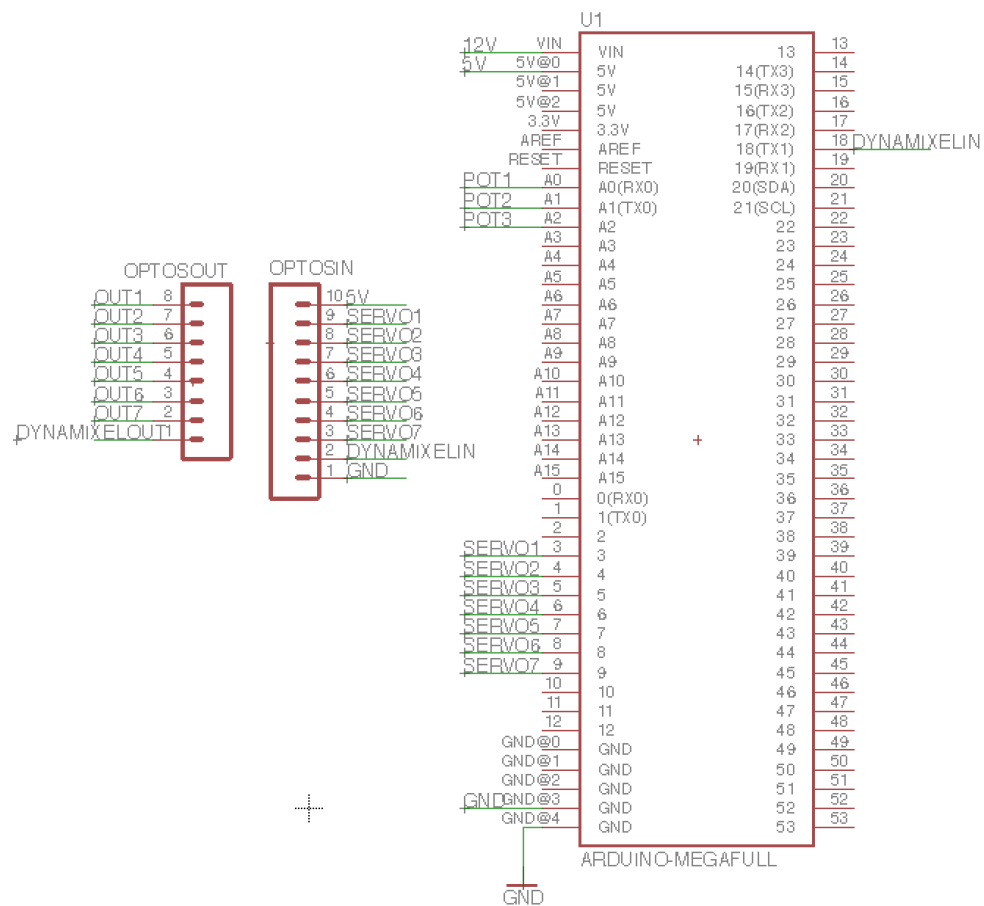 U1
12V VIN VIN 13 13
5V 5V@0 5V 14(TX3) 14
5V@1 5V 15(RX3) 15
5V@2 5V 16(TX2) 16
3.3V 3.3V 17(RX2) 17
AREF AREF 18(TX1) 18 DYNAMIXELIN
RESET RESET 19(RX1) 19
POT1 A0 A0(RX0) 20(SDA) 20
POT2 A1 A1(TX0) 21(SCL) 21
POT3 A2 A2 22 22
A3 A3 23 23
A4 A4 24 24
A5 A5 25 25
A6 A6 26 26
A7 A7 27 27
A8 A8 28 28
A9 A9 29 29
A10 A10 30 30
A11 A11 31 31
A12 A12 32 32
A13 A13 33 33
A14 A14 34 34
A15 A15 35 35
0 0(RX0) 36 36
1 1(TX0) 37 37
2 2 38 38
SERVO1 3 3 39 39
SERVO2 4 4 40 40
SERVO3 5 5 41 41
SERVO4 6 6 42 42
SERVO5 7 7 43 43
SERVO6 8 8 44 44
SERVO7 9 9 45 45
10 10 46 46
11 11 47 47
12 12 48 48
GND@0 GND 49 49
GND@1 GND 50 50
GND@2 GND 51 51
GND GND@3 GND 52 52
GND@4 GND 53 53
ARDUINO-MEGAFULL
GND
OPTOSOUT
OUT1 8
OUT2 7
OUT3 6
OUT4 5
OUT5 4
OUT6 3
OUT7 2
DYNAMIXELOUT 1
OPTOSIN
10 5V
9 SERVO1
8 SERVO2
7 SERVO3
6 SERVO4
5 SERVO5
4 SERVO6
3 SERVO7
2 DYNAMIXELIN
1 GND